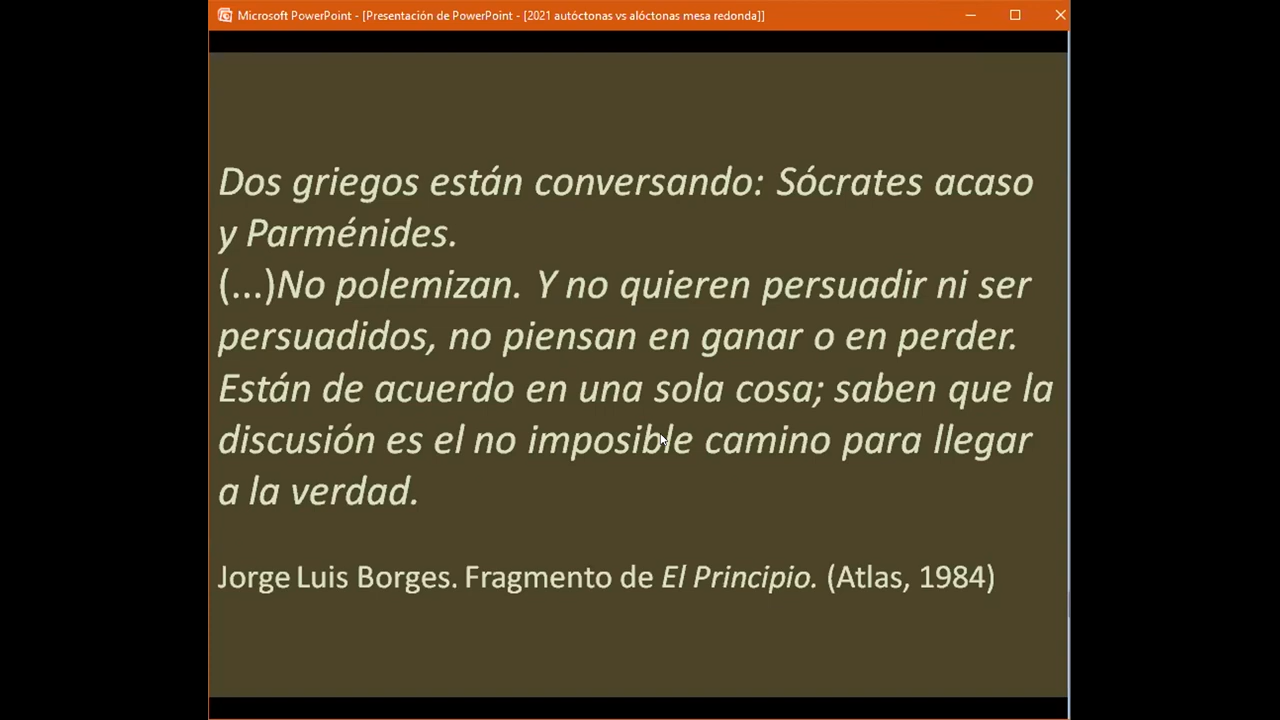 Microsoft PowerPoint - [Presentación de PowerPoint - [2021 autóctonas vs alóctonas mesa redonda]]
Dos griegos están conversando: Sócrates acaso
y Parménides.
(...)No polemizan. Y no quieren persuadir ni ser
persuadidos, no piensan en ganar o en perder.
Están de acuerdo en una sola cosa; saben que la
discusión es el no imposible camino para llegar
a la verdad.
Jorge Luis Borges. Fragmento de El Principio. (Atlas, 1984)